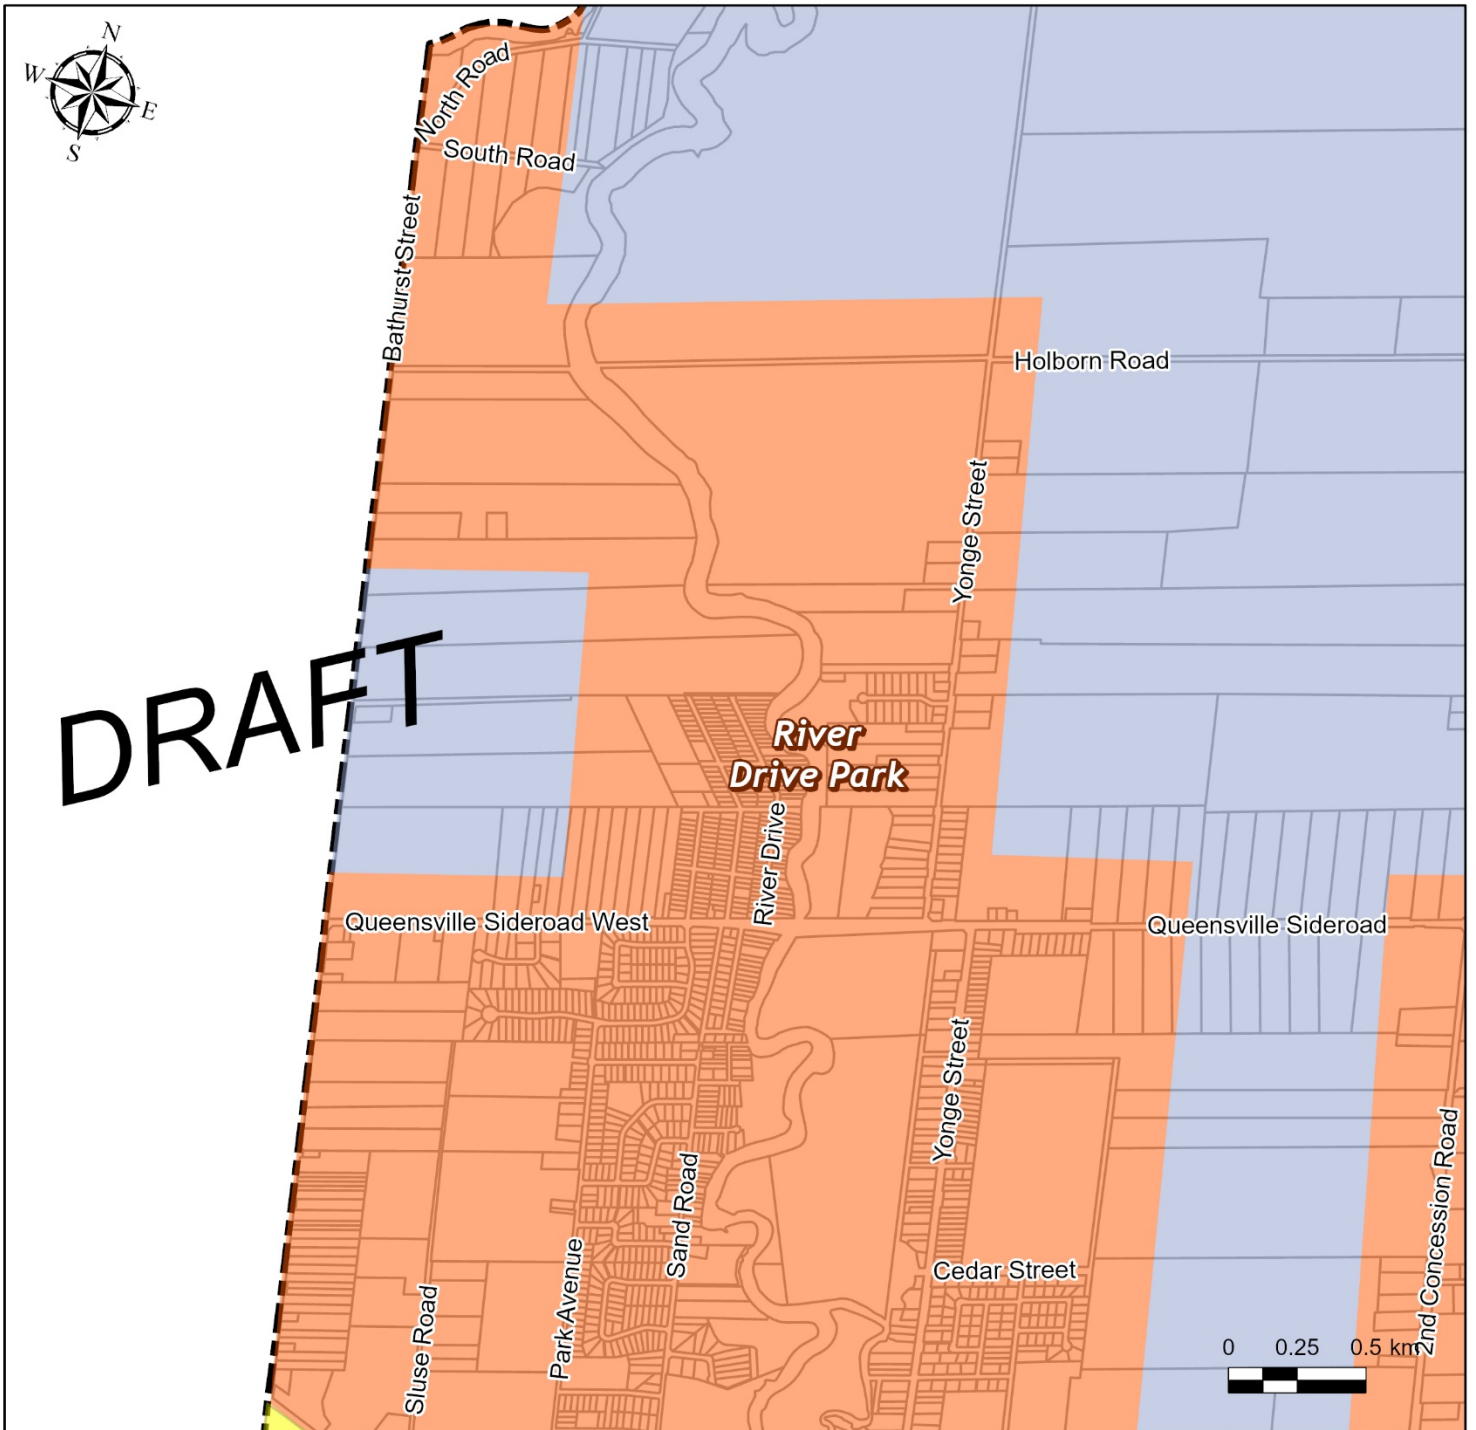 N
W
E
S
North Road
South Road
Bathurst Street
Holborn Road
Yonge Street
DRAFT
River
Drive Park
River Drive
Queensville Sideroad West
Queensville Sideroad
Yonge Street
Sand Road
Cedar Street
2nd Concession Road
Park Avenue
Sluse Road
0 0.25 0.5 km